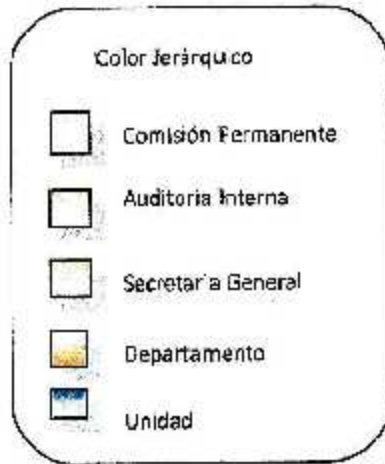 Color Jerárquico
Comisión Permanente
Auditoria Interna
Secretaría General
Departamento
Unidad